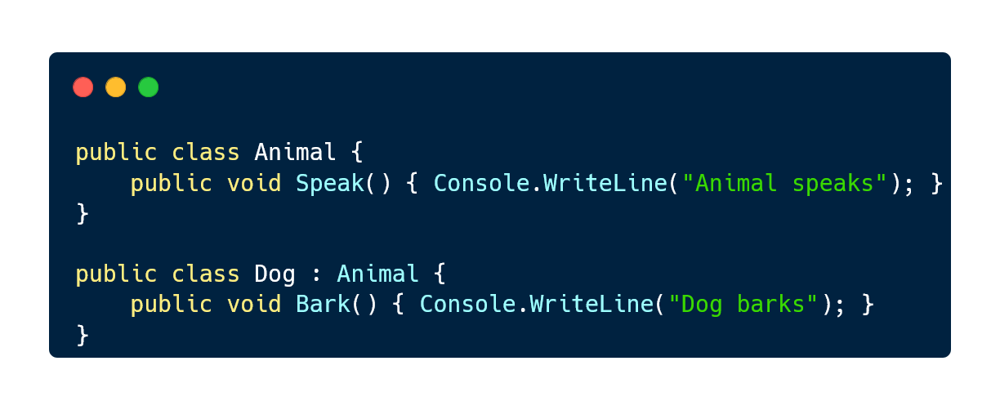 public class Animal {
    public void Speak() { Console.WriteLine("Animal speaks"); }
}

public class Dog : Animal {
    public void Bark() { Console.WriteLine("Dog barks"); }
}